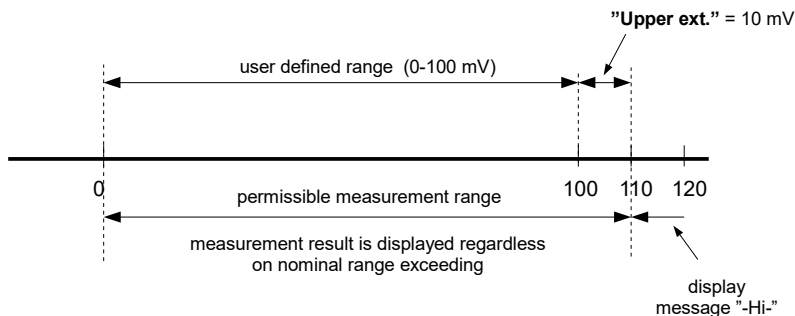 ”Upper ext.” = 10 mV
user defined range (0-100 mV)
0
100
110
120
permissible measurement range
measurement result is displayed regardless
on nominal range exceeding
display
message ”-Hi-”